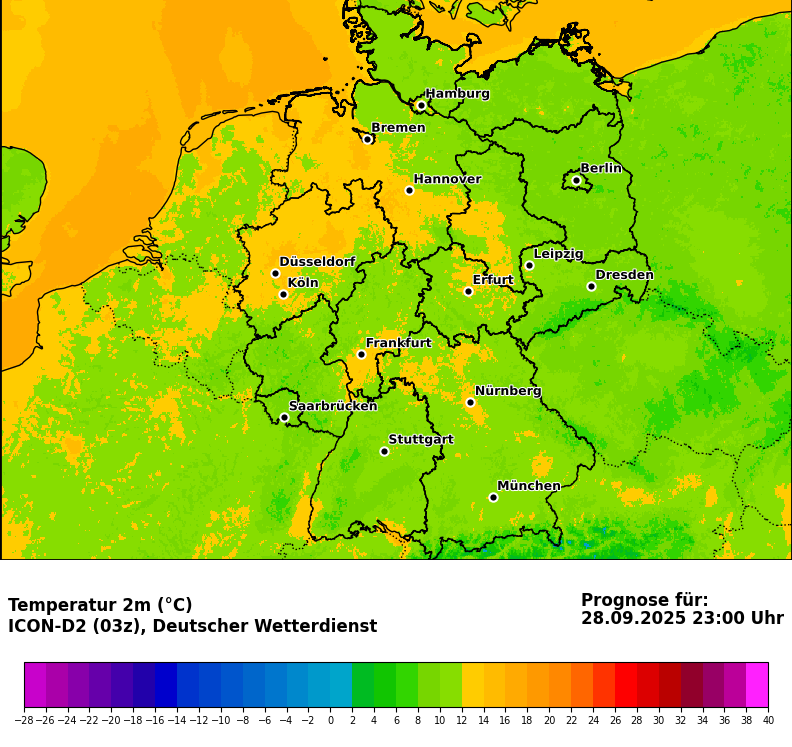 Hamburg
Bremen
Berlin
Hannover
Leipzig
Düsseldorf
Dresden
Köln
Erfurt
Frankfurt
Nürnberg
Saarbrücken
Stuttgart
München
Temperatur 2m (°C)
ICON-D2 (03z), Deutscher Wetterdienst
Prognose für:
28.09.2025 23:00 Uhr
−28 −26 −24 −22 −20 −18 −16 −14 −12 −10 −8 −6 −4 −2 0 2 4 6 8 10 12 14 16 18 20 22 24 26 28 30 32 34 36 38 40